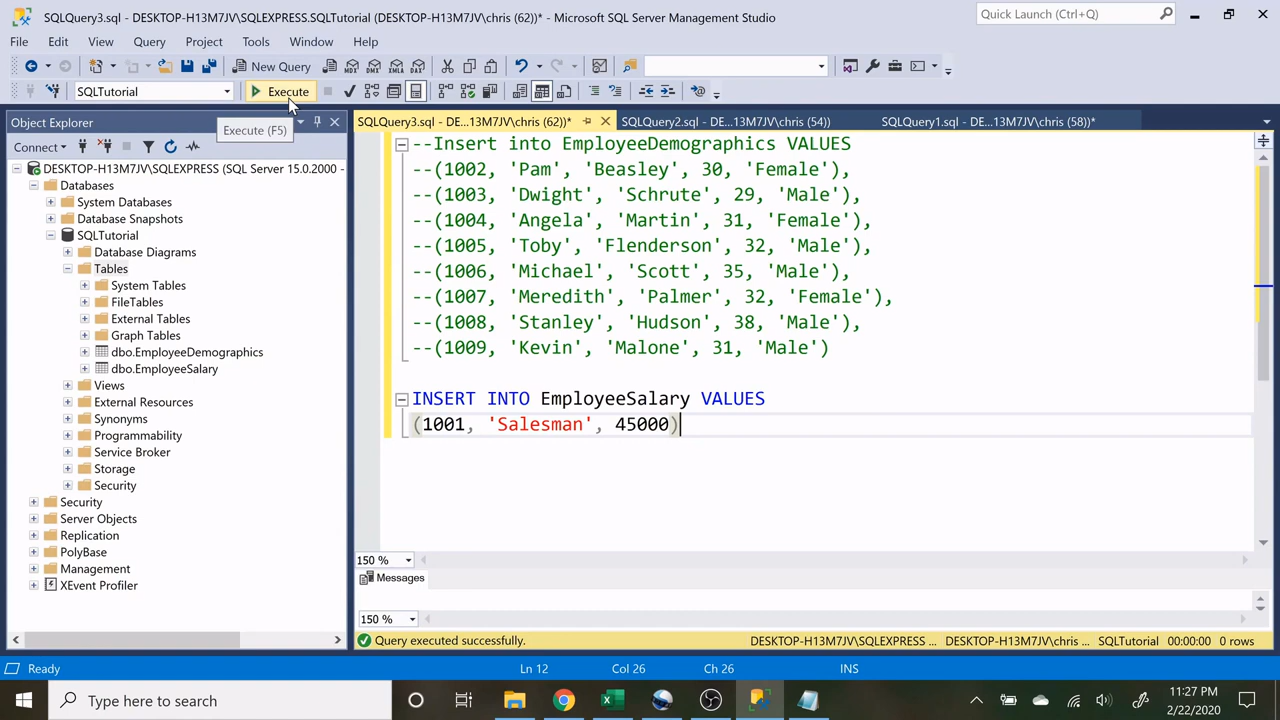 SQLQuery3.sql - DESKTOP-H13M7JV\SQLEXPRESS.SQLTutorial (DESKTOP-H13M7JV\chris (62))* - Microsoft SQL Server Management Studio
Quick Launch (Ctrl+Q)
File Edit View Query Project Tools Window Help
New Query
MDX DMX XMLA DAX
SQLTutorial
Execute
Object Explorer
Execute (F5)
SQLQuery3.sql - DE...13M7JV\chris (62))*
SQLQuery2.sql - DE...13M7JV\chris (54))
SQLQuery1.sql - DE...13M7JV\chris (58))*
Connect
DESKTOP-H13M7JV\SQLEXPRESS (SQL Server 15.0.2000 -
Databases
System Databases
Database Snapshots
SQLTutorial
Database Diagrams
Tables
System Tables
FileTables
External Tables
Graph Tables
dbo.EmployeeDemographics
dbo.EmployeeSalary
Views
External Resources
Synonyms
Programmability
Service Broker
Storage
Security
Security
Server Objects
Replication
PolyBase
Management
XEvent Profiler
--Insert into EmployeeDemographics VALUES
--(1002, 'Pam', 'Beasley', 30, 'Female'),
--(1003, 'Dwight', 'Schrute', 29, 'Male'),
--(1004, 'Angela', 'Martin', 31, 'Female'),
--(1005, 'Toby', 'Flenderson', 32, 'Male'),
--(1006, 'Michael', 'Scott', 35, 'Male'),
--(1007, 'Meredith', 'Palmer', 32, 'Female'),
--(1008, 'Stanley', 'Hudson', 38, 'Male'),
--(1009, 'Kevin', 'Malone', 31, 'Male')
INSERT INTO EmployeeSalary VALUES
(1001, 'Salesman', 45000)
150 %
Messages
150 %
Query executed successfully.
DESKTOP-H13M7JV\SQLEXPRESS ...
DESKTOP-H13M7JV\chris ...
SQLTutorial
00:00:00
0 rows
Ready
Ln 12
Col 26
Ch 26
INS
Type here to search
11:27 PM
2/22/2020